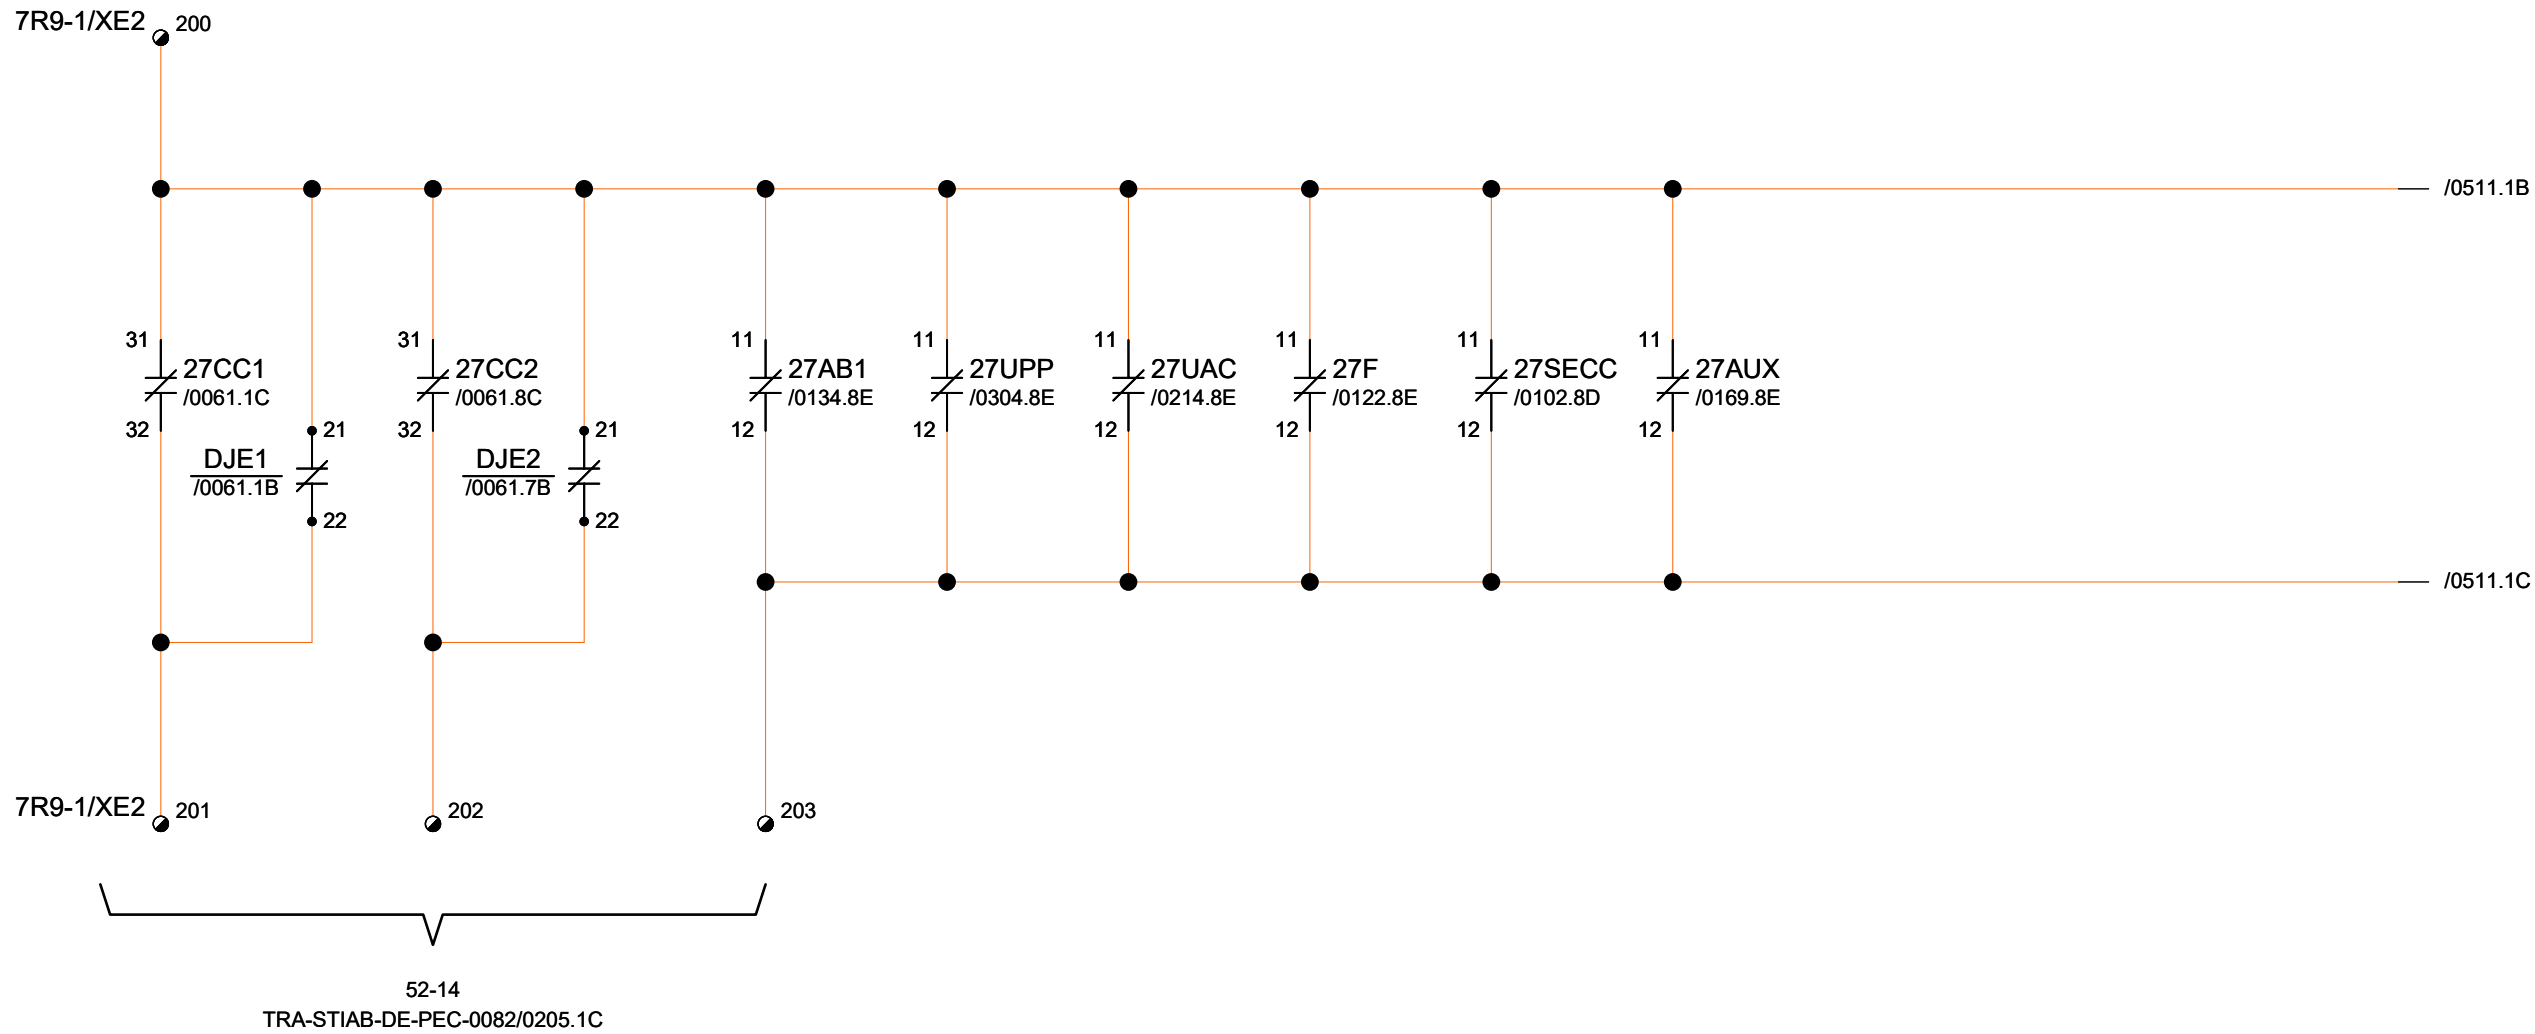 7R9-1/XE2 200
/0511.1B
31 31 11 11 11 11 11 11
27CC1 27CC2 27AB1 27UPP 27UAC 27F 27SECC 27AUX
/0061.1C /0061.8C /0134.8E /0304.8E /0214.8E /0122.8E /0102.8D /0169.8E
32 21 32 21 12 12 12 12 12 12
DJE1 DJE2
/0061.1B /0061.7B
22 22
/0511.1C
7R9-1/XE2 201 202 203
52-14
TRA-STIAB-DE-PEC-0082/0205.1C